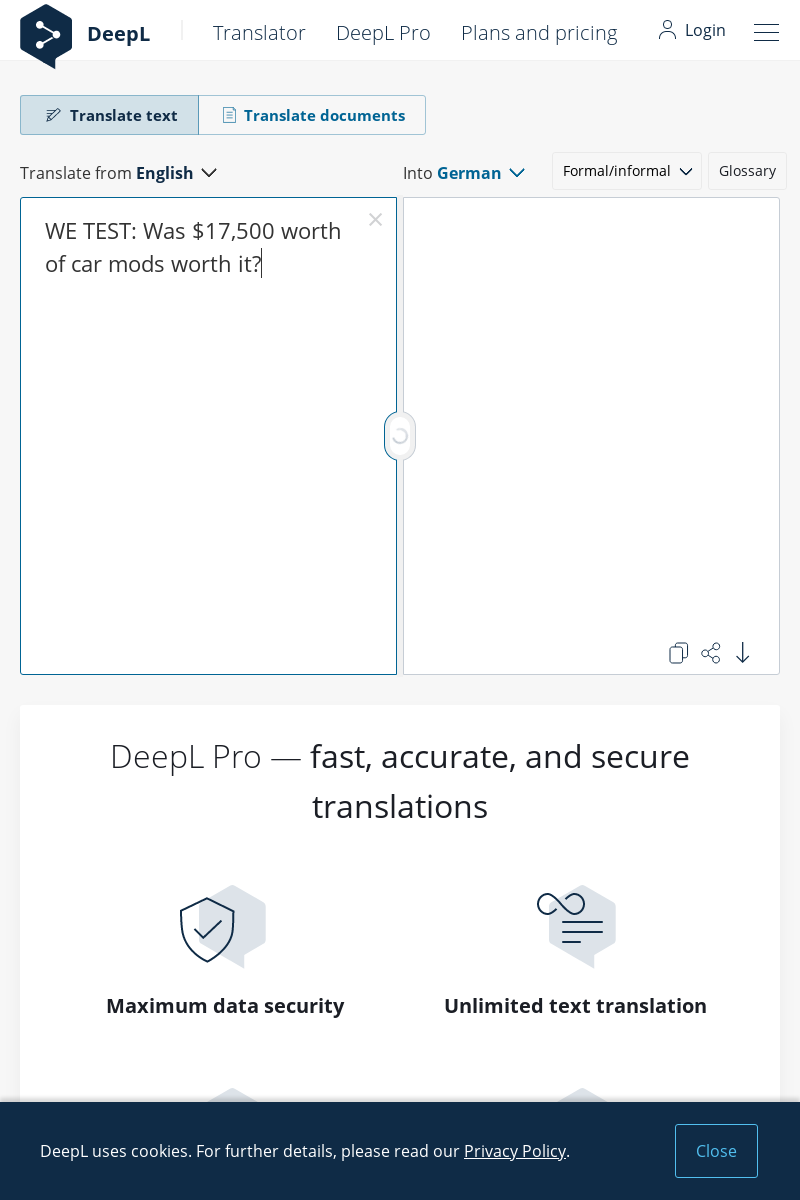 DeepL
Translator
DeepL Pro
Plans and pricing
Login
Translate text
Translate documents
Translate from English
Into German
Formal/informal
Glossary
WE TEST: Was $17,500 worth
of car mods worth it?
DeepL Pro — fast, accurate, and secure
translations
Maximum data security
Unlimited text translation
DeepL uses cookies. For further details, please read our Privacy Policy.
Close